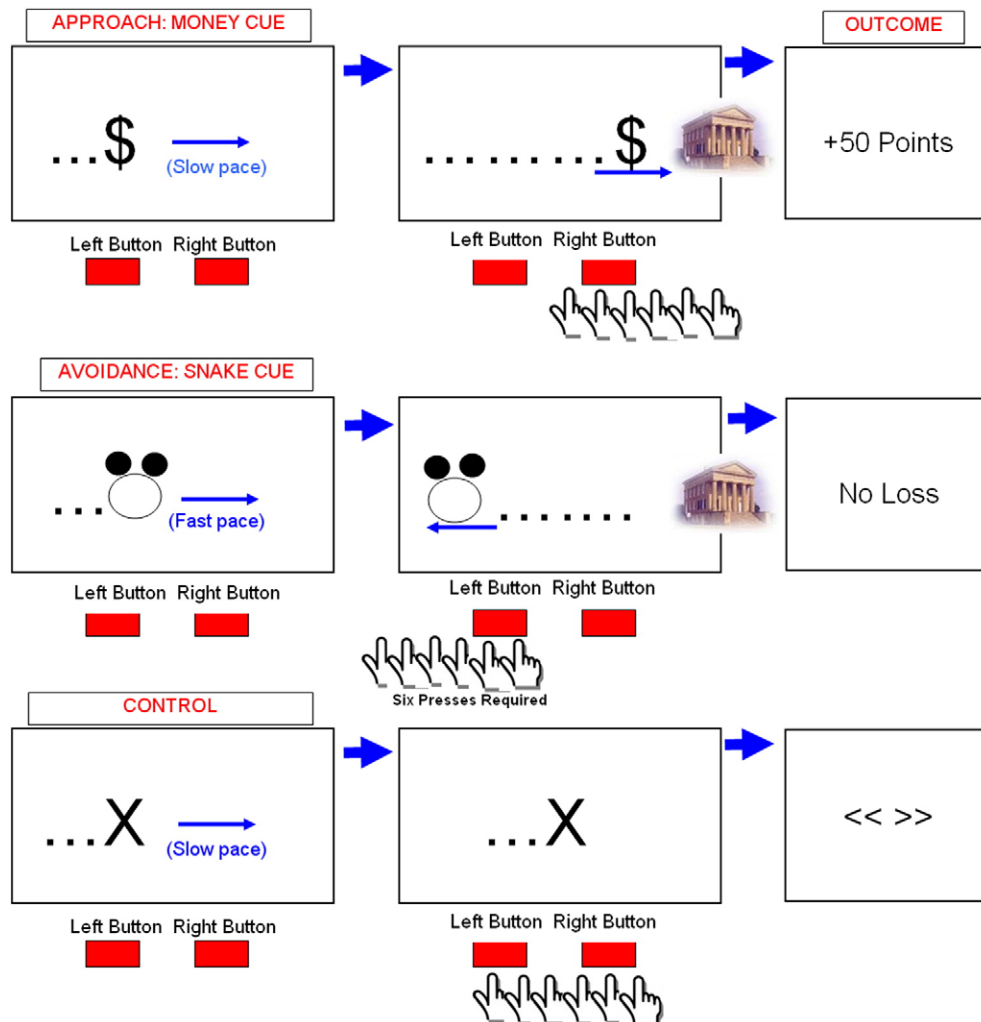 APPROACH: MONEY CUE
OUTCOME
...$
(Slow pace)
.........$
+50 Points
Left Button Right Button
Left Button Right Button
AVOIDANCE: SNAKE CUE
...
(Fast pace)
.......
No Loss
Left Button Right Button
Left Button Right Button
Six Presses Required
CONTROL
...X
(Slow pace)
...X
<< >>
Left Button Right Button
Left Button Right Button